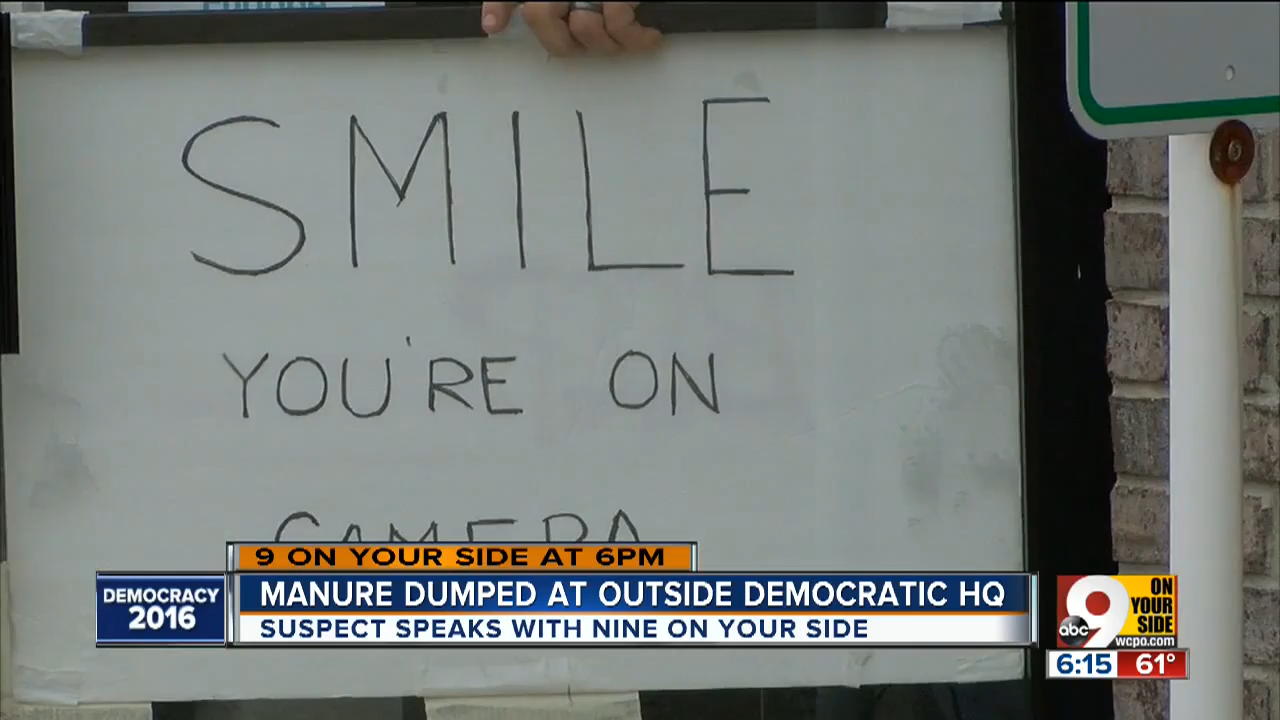 SMILE
YOU'RE ON
CAMERA
9 ON YOUR SIDE AT 6PM
DEMOCRACY
2016
MANURE DUMPED AT OUTSIDE DEMOCRATIC HQ
SUSPECT SPEAKS WITH NINE ON YOUR SIDE
abc 9
ON
YOUR
SIDE
wcpo.com
6:15 61°